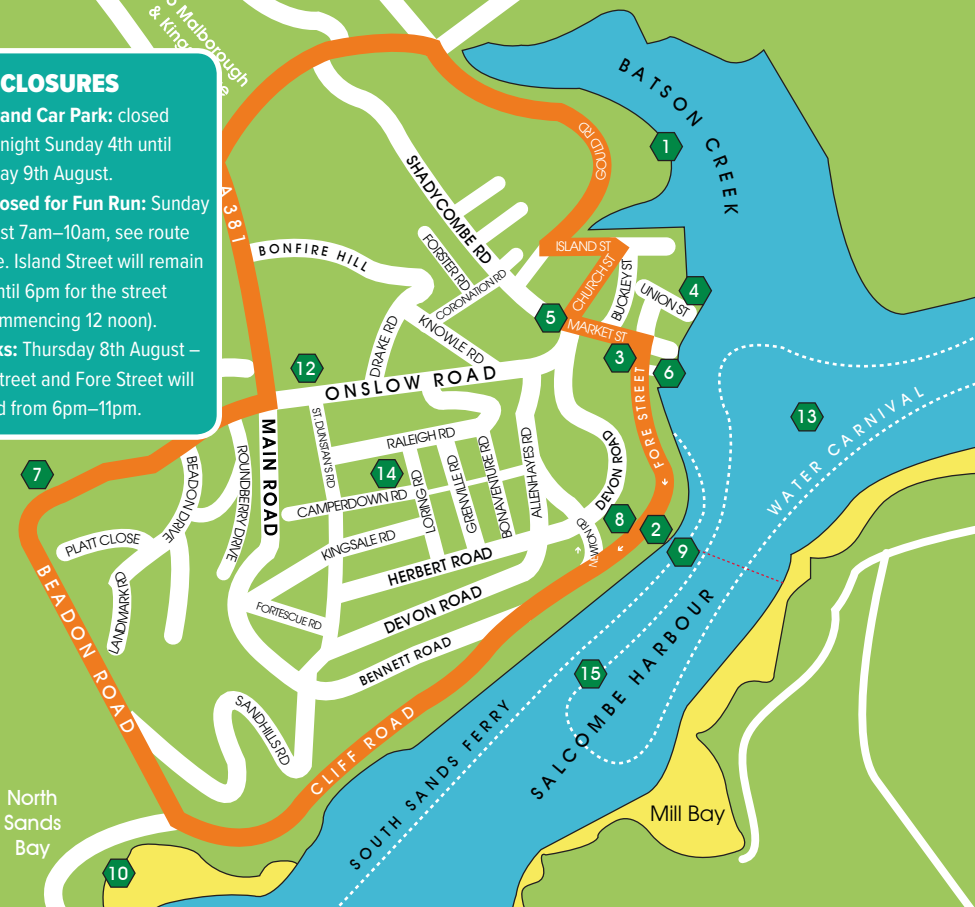 o Malborough
& King
e
CLOSURES
and Car Park: closed
night Sunday 4th until
ay 9th August.
osed for Fun Run: Sunday
st 7am–10am, see route
e. Island Street will remain
ntil 6pm for the street
mmencing 12 noon).
ks: Thursday 8th August –
treet and Fore Street will
d from 6pm–11pm.
BATSON CREEK
1
GOULD RD
SHADYCOMBE RD
A381
BONFIRE HILL
FORSTER RD
CORONATION RD
ISLAND ST
CHURCH ST
BUCKLEY ST
UNION ST
4
5
MARKET ST
3
6
DRAKE RD
KNOWLE RD
12
ONSLOW ROAD
FORE STREET
13
WATER CARNIVAL
ST. DUNSTAN'S RD
MAIN ROAD
RALEIGH RD
ROUNDBERRY DRIVE
BEADON DRIVE
7
14
CAMPERDOWN RD
LORING RD
GRENVILLE RD
BONAVENTURE RD
ALLENHAYES RD
DEVON ROAD
8
2
9
NEWTON RD
PLATT CLOSE
LANDMARK RD
KINGSALE RD
HERBERT ROAD
FORTESCUE RD
DEVON ROAD
BENNETT ROAD
BEADON ROAD
SANDHILLS RD
CLIFF ROAD
15
SALCOMBE HARBOUR
SOUTH SANDS FERRY
North
Sands
Bay
10
Mill Bay